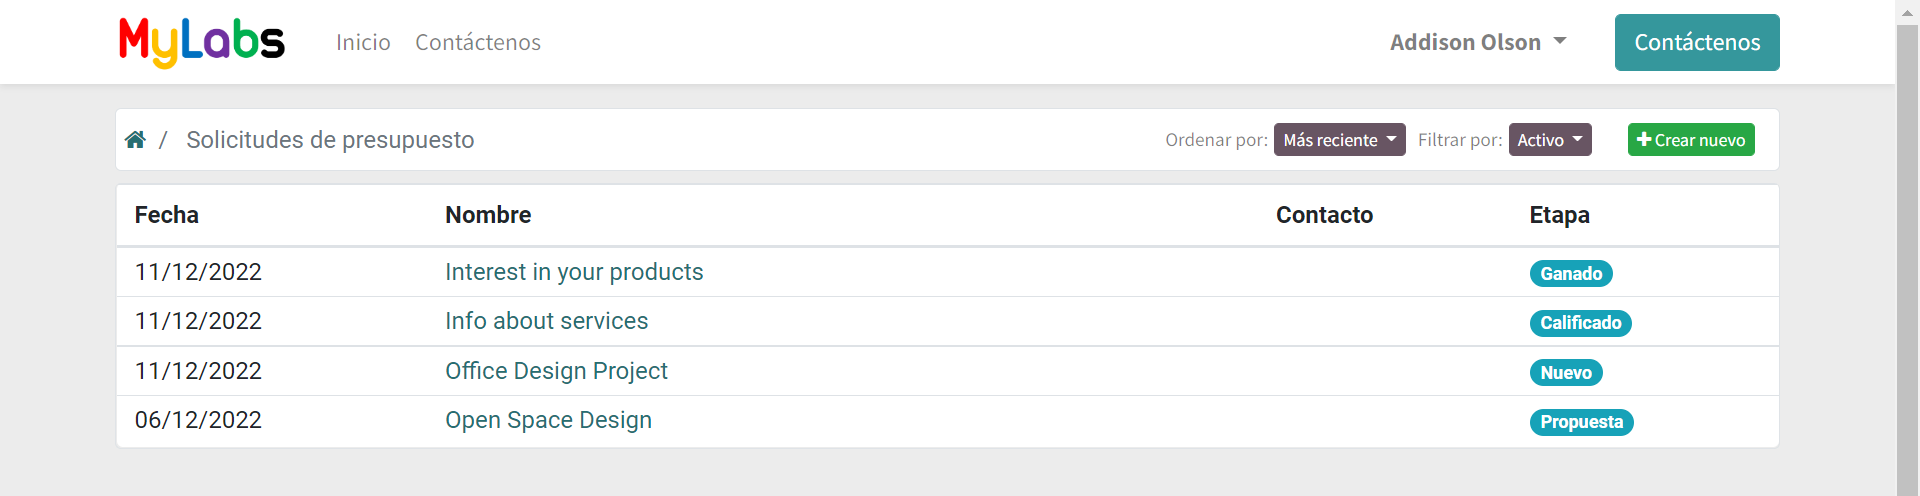 MyLabs Inicio Contáctenos Addison Olson Contáctenos
/ Solicitudes de presupuesto Ordenar por: Más reciente Filtrar por: Activo Crear nuevo
Fecha Nombre Contacto Etapa
11/12/2022 Interest in your products Ganado
11/12/2022 Info about services Calificado
11/12/2022 Office Design Project Nuevo
06/12/2022 Open Space Design Propuesta